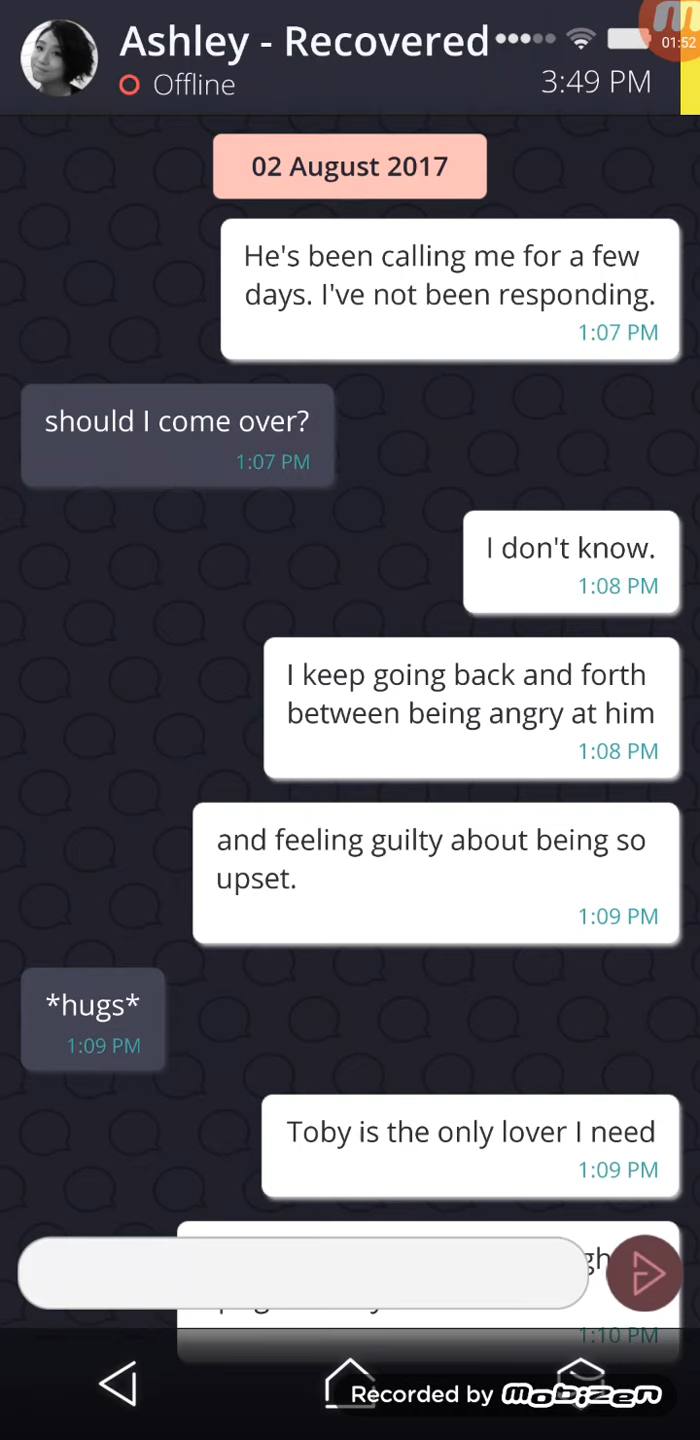 Ashley - Recovered
01:52
Offline
3:49 PM
02 August 2017
He's been calling me for a few
days. I've not been responding.
1:07 PM
should I come over?
1:07 PM
I don't know.
1:08 PM
I keep going back and forth
between being angry at him
1:08 PM
and feeling guilty about being so
upset.
1:09 PM
*hugs*
1:09 PM
Toby is the only lover I need
1:09 PM
1:10 PM
Recorded by Mobizen